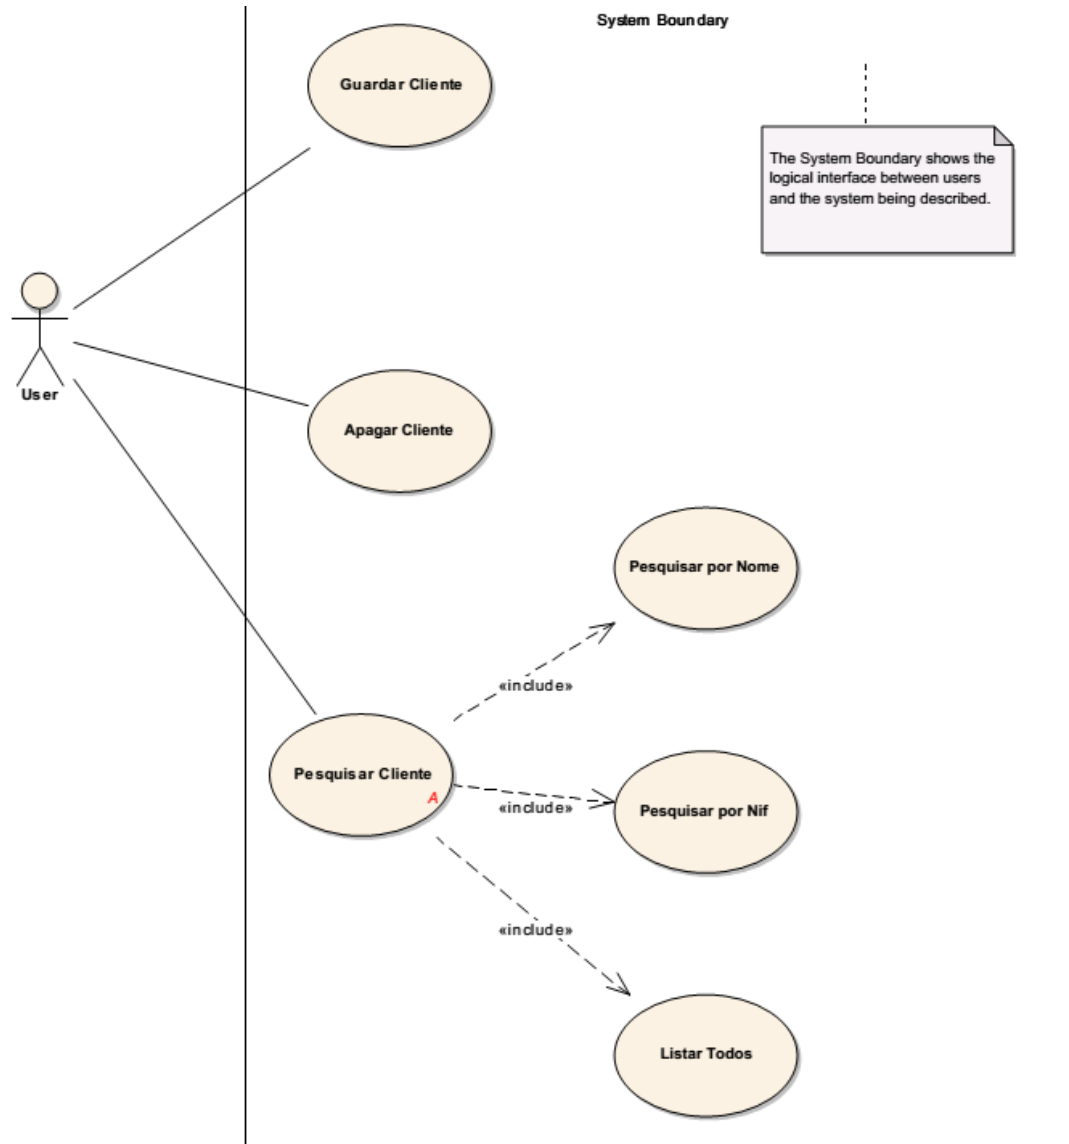 System Boundary
Guardar Cliente
The System Boundary shows the
logical interface between users
and the system being described.
User
Apagar Cliente
Pesquisar por Nome
«include»
Pesquisar Cliente
A
«include»
Pesquisar por Nif
«include»
Listar Todos